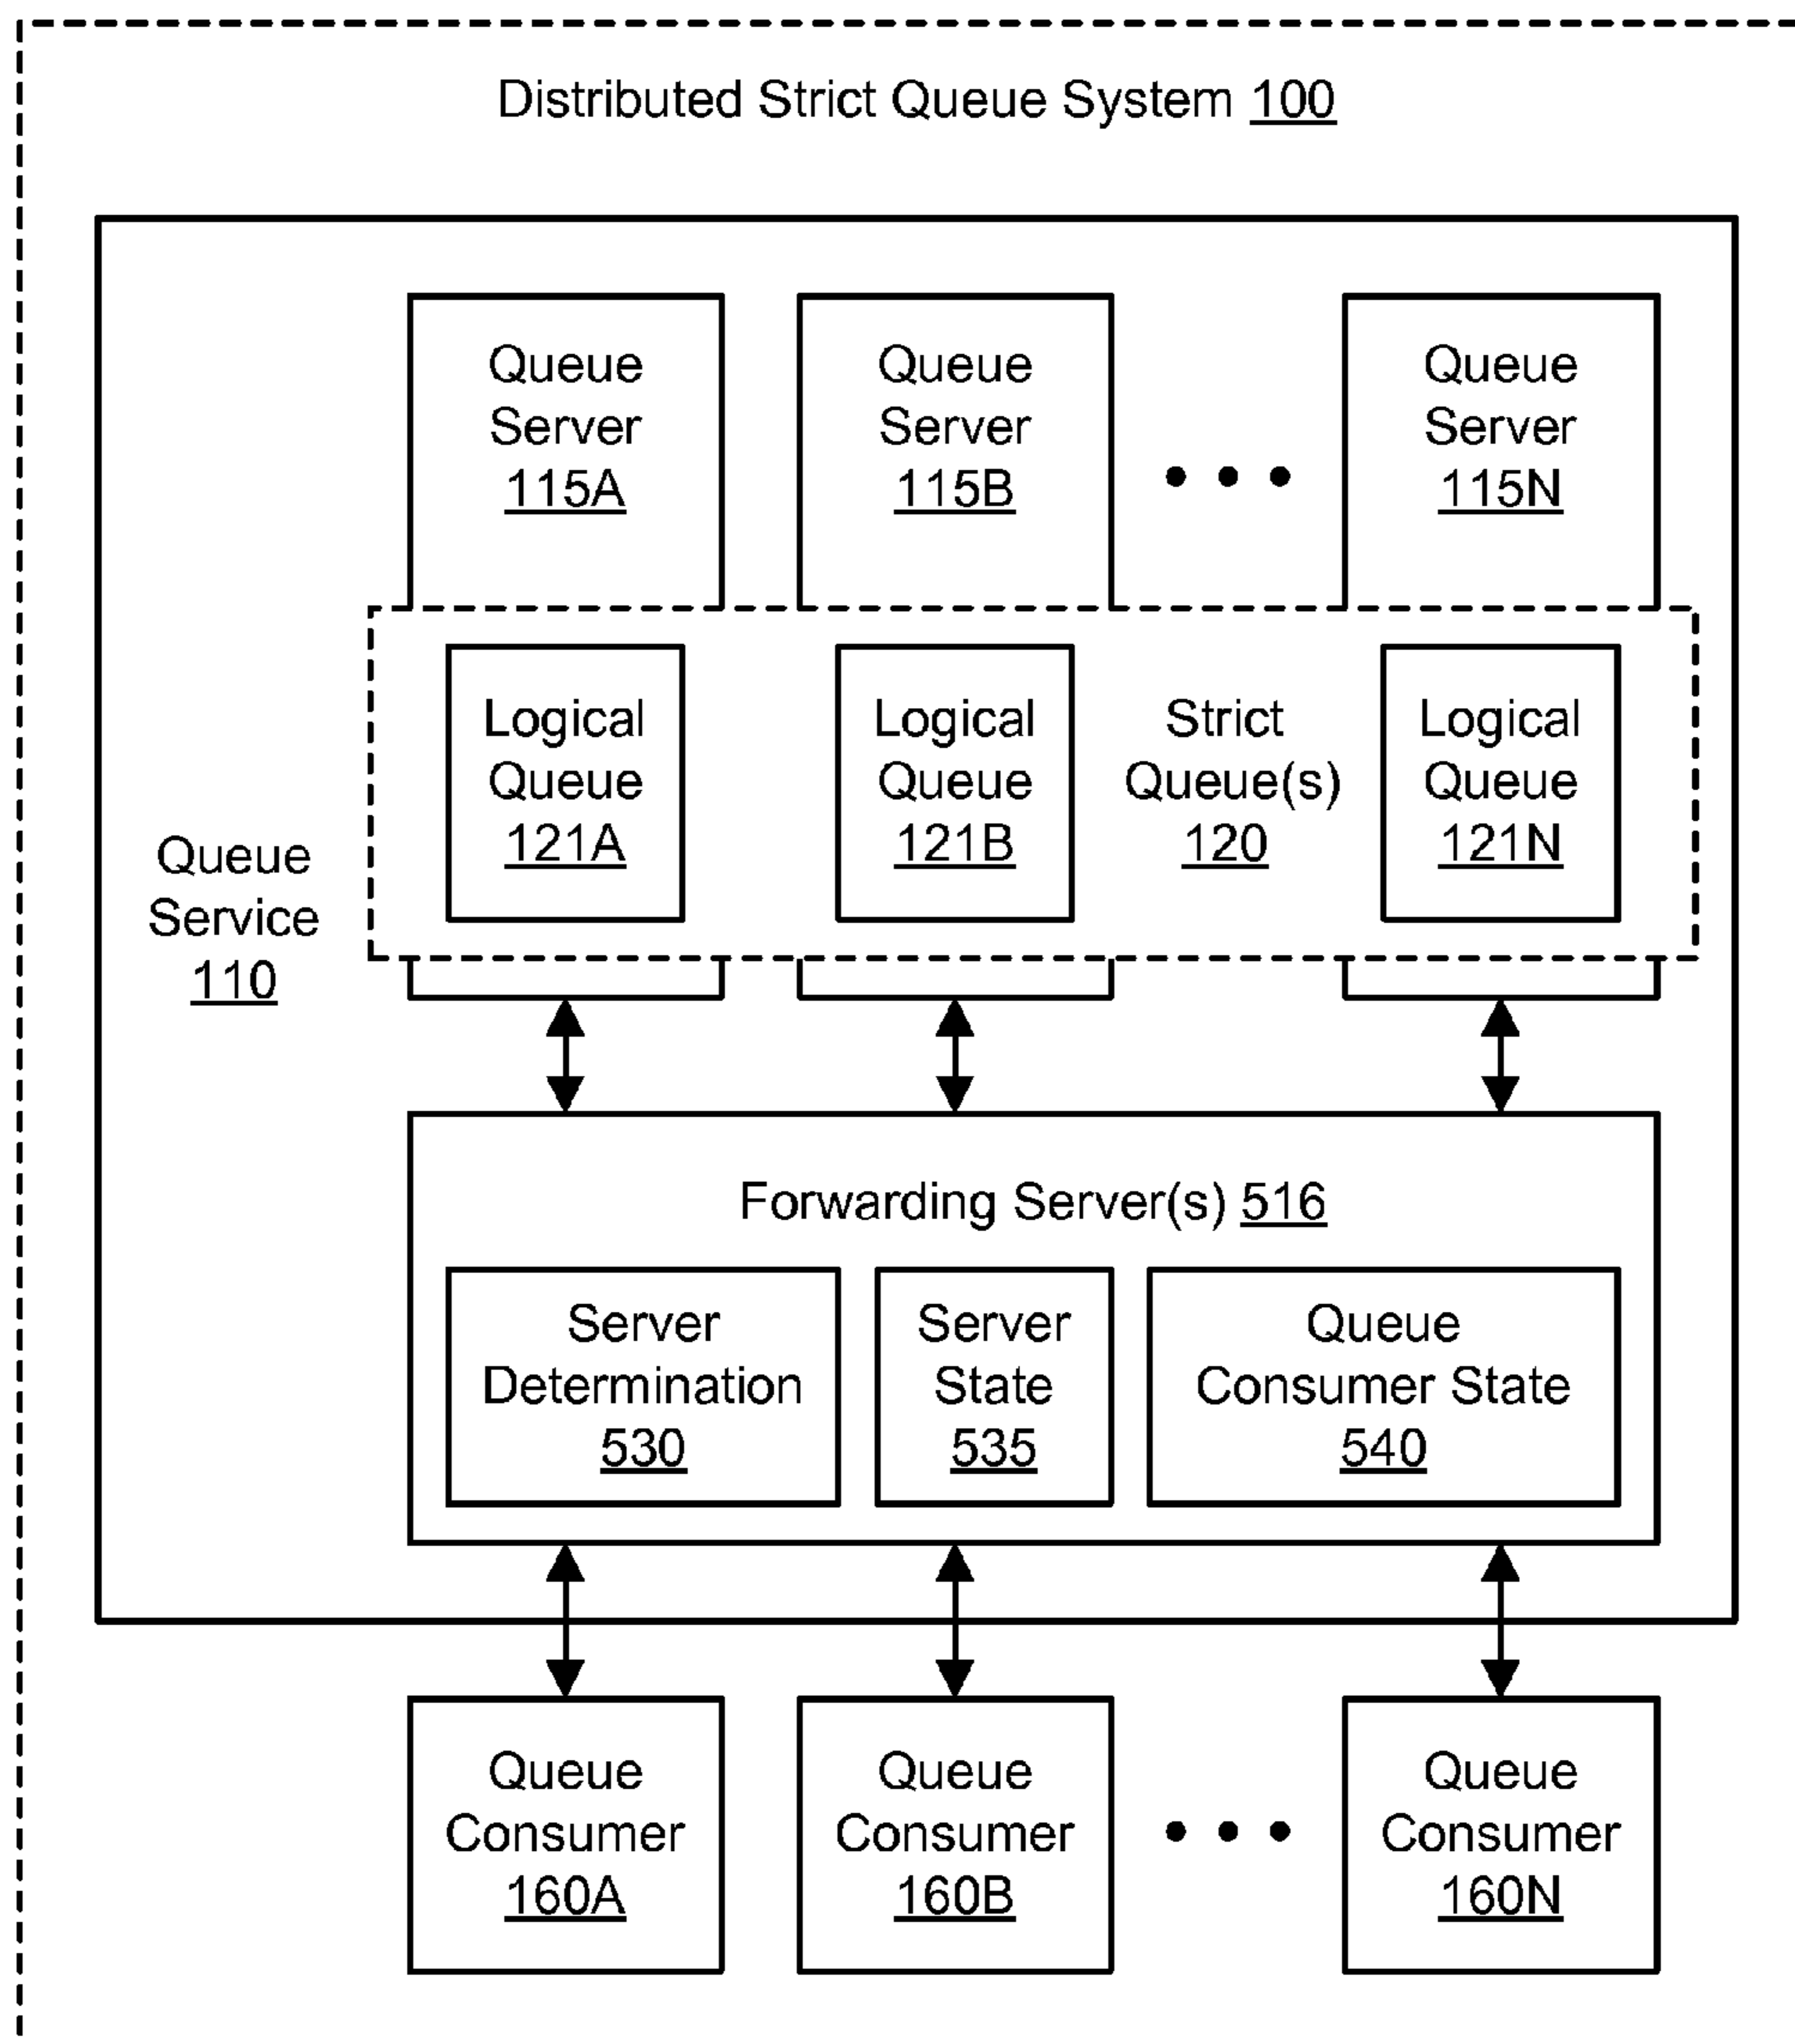 Distributed Strict Queue System 100
Queue
Server
115A
Queue
Server
115B
Queue
Server
115N
Logical
Queue
121A
Logical
Queue
121B
Strict
Queue(s)
120
Logical
Queue
121N
Queue
Service
110
Forwarding Server(s) 516
Server
Determination
530
Server
State
535
Queue
Consumer State
540
Queue
Consumer
160A
Queue
Consumer
160B
Queue
Consumer
160N